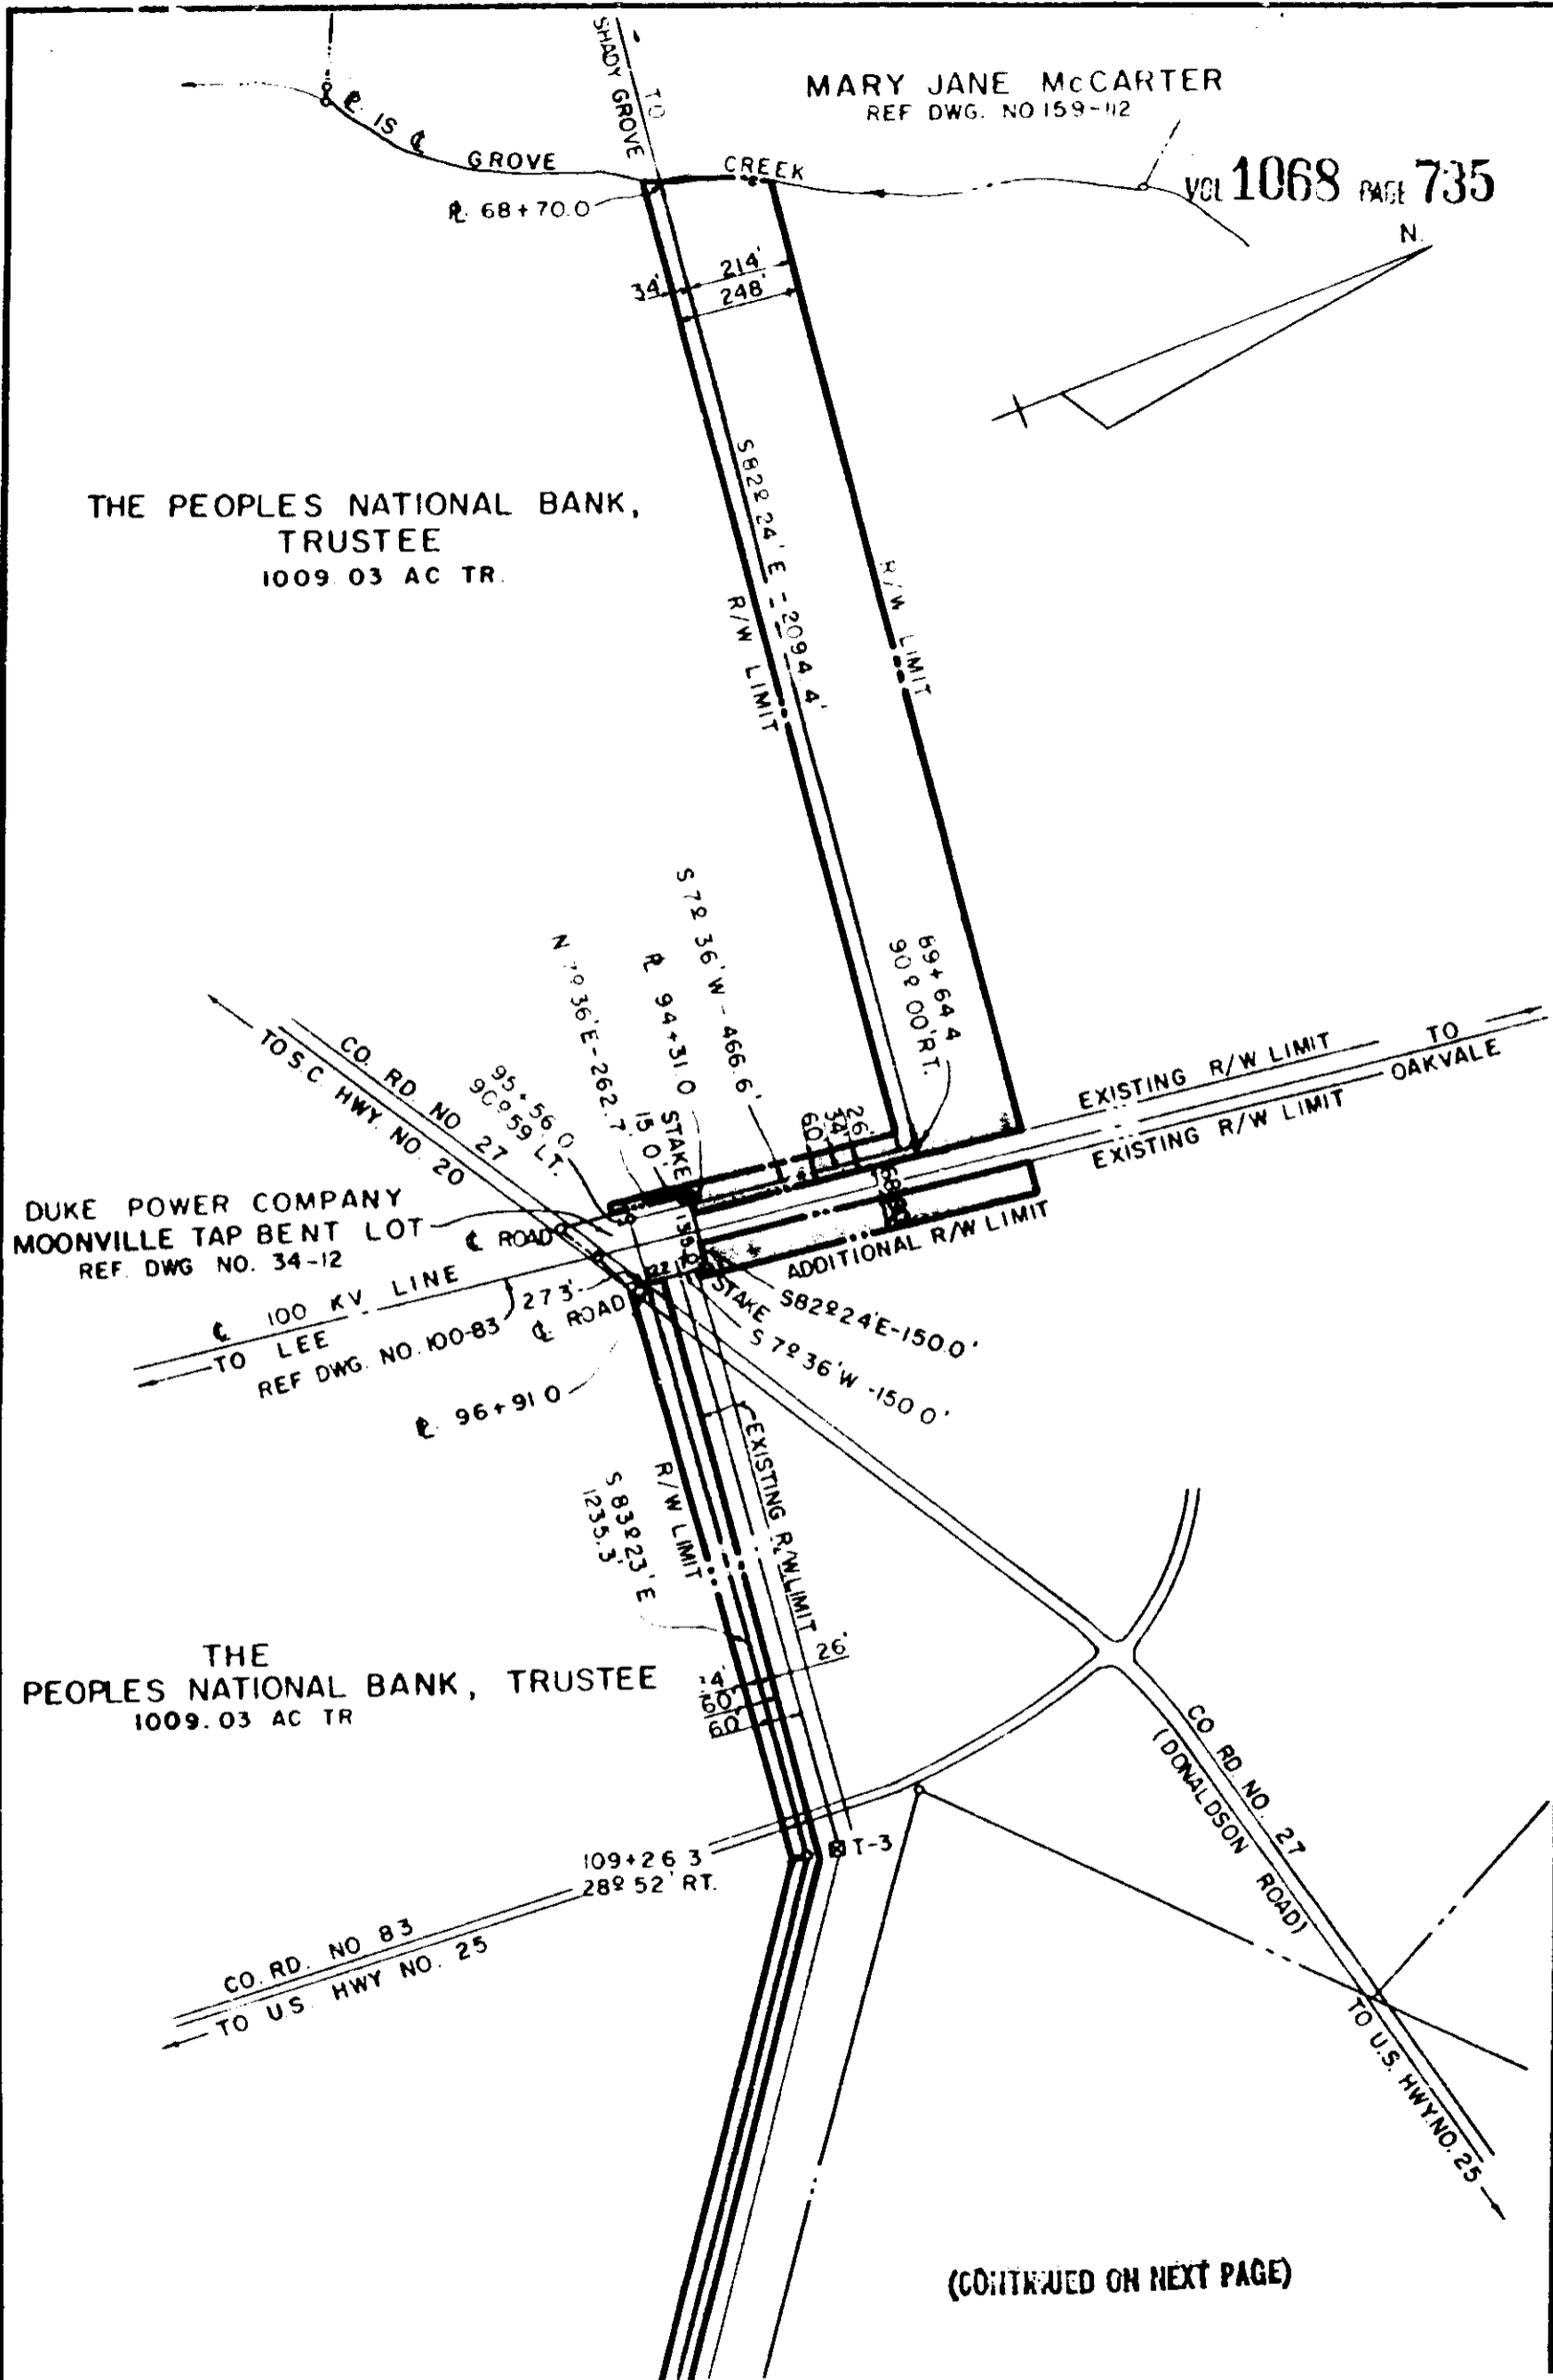 TO
SHADY GROVE
MARY JANE McCARTER
REF DWG. NO 159-112
VOL 1068 PAGE 735
N.
℄ IS ℄
GROVE CREEK
68+70.0
214'
34'
248'
THE PEOPLES NATIONAL BANK,
TRUSTEE
1009.03 AC TR.
S 82º 24' E - 2094.4'
R/W LIMIT
R/W LIMIT
S 7º 36' W - 466.6'
94+31.0
N 7º 36' E - 262.7'
STAKE
15.0'
89+64.4
90º 00' RT.
26'
34'
60'
95+56.0
90º 59' LT.
CO. RD. NO 27
TO S.C. HWY. NO. 20
EXISTING R/W LIMIT
TO
OAKVALE
EXISTING R/W LIMIT
DUKE POWER COMPANY
MOONVILLE TAP BENT LOT
REF. DWG NO. 34-12
℄ ROAD
ADDITIONAL R/W LIMIT
℄ 100 KV LINE
TO LEE
REF DWG. NO. 100-83
273'
℄ ROAD
STAKE
S82º24'E-150.0'
S 7º 36' W -150.0'
96+91.0
EXISTING R/W LIMIT
R/W LIMIT
S 83º 23' E
1235.3'
26'
60'
60'
THE
PEOPLES NATIONAL BANK, TRUSTEE
1009.03 AC TR
CO RD. NO. 27
(DONALDSON ROAD)
T-3
109+26.3
28º 52' RT.
CO. RD. NO 83
TO U.S. HWY NO. 25
TO U.S. HWY. NO. 25
(CONTINUED ON NEXT PAGE)